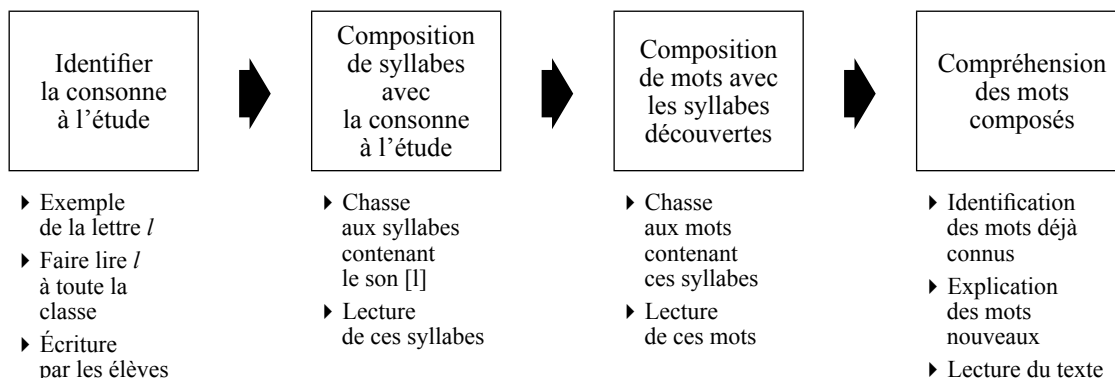 Identifier
la consonne
à l’étude
Composition
de syllabes
avec
la consonne
à l’étude
Composition
de mots avec
les syllabes
découvertes
Compréhension
des mots
composés
Exemple
de la lettre l
Faire lire l
à toute la
classe
Écriture
par les élèves
Chasse
aux syllabes
contenant
le son [l]
Lecture
de ces syllabes
Chasse
aux mots
contenant
ces syllabes
Lecture
de ces mots
Identification
des mots déjà
connus
Explication
des mots
nouveaux
Lecture du texte